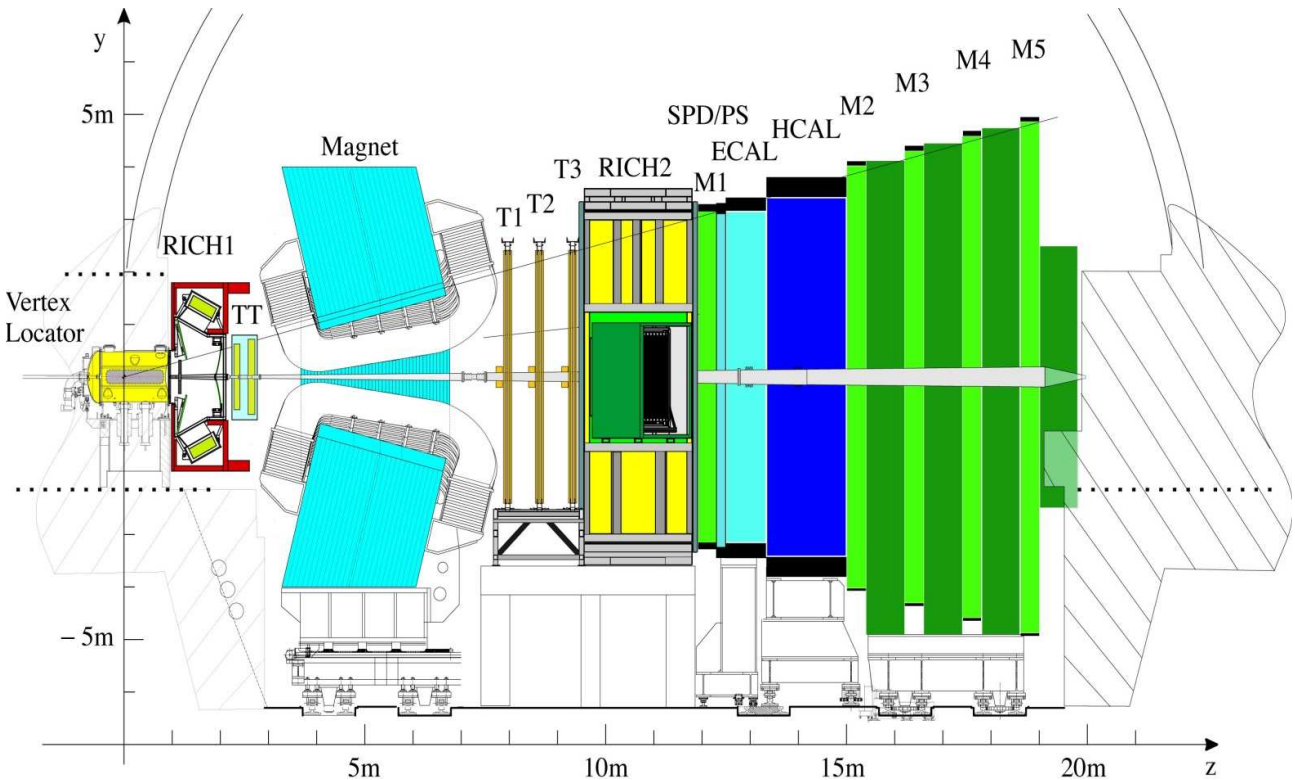 y
5m
− 5m
Vertex
Locator
RICH1
TT
Magnet
T1
T2
T3
RICH2
M1
SPD/PS
ECAL
HCAL
M2
M3
M4
M5
5m
10m
15m
20m
z